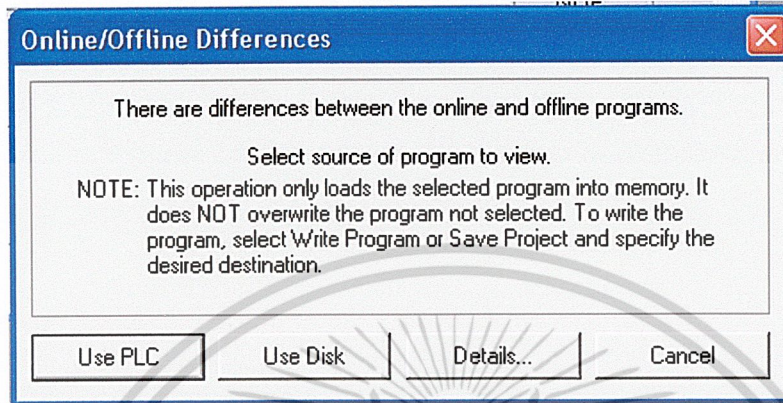 Online/Offline Differences
There are differences between the online and offline programs.
Select source of program to view.
NOTE: This operation only loads the selected program into memory. It
does NOT overwrite the program not selected. To write the
program, select Write Program or Save Project and specify the
desired destination.
Use PLC
Use Disk
Details...
Cancel